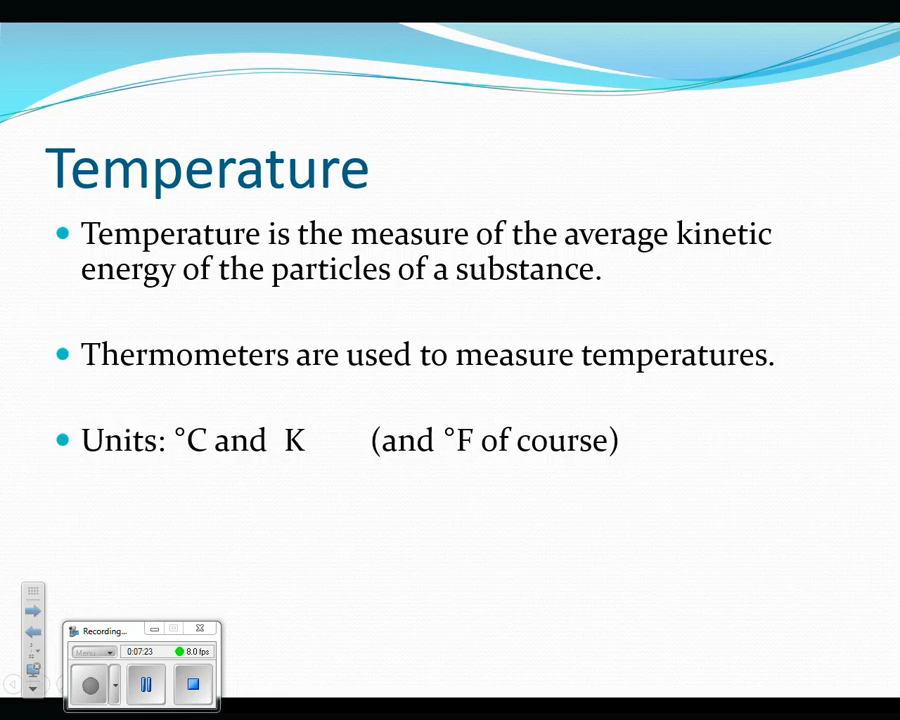 Temperature
• Temperature is the measure of the average kinetic
energy of the particles of a substance.
• Thermometers are used to measure temperatures.
• Units: °C and K (and °F of course)
Recording...
Menu 0:07:23 8.0 fps